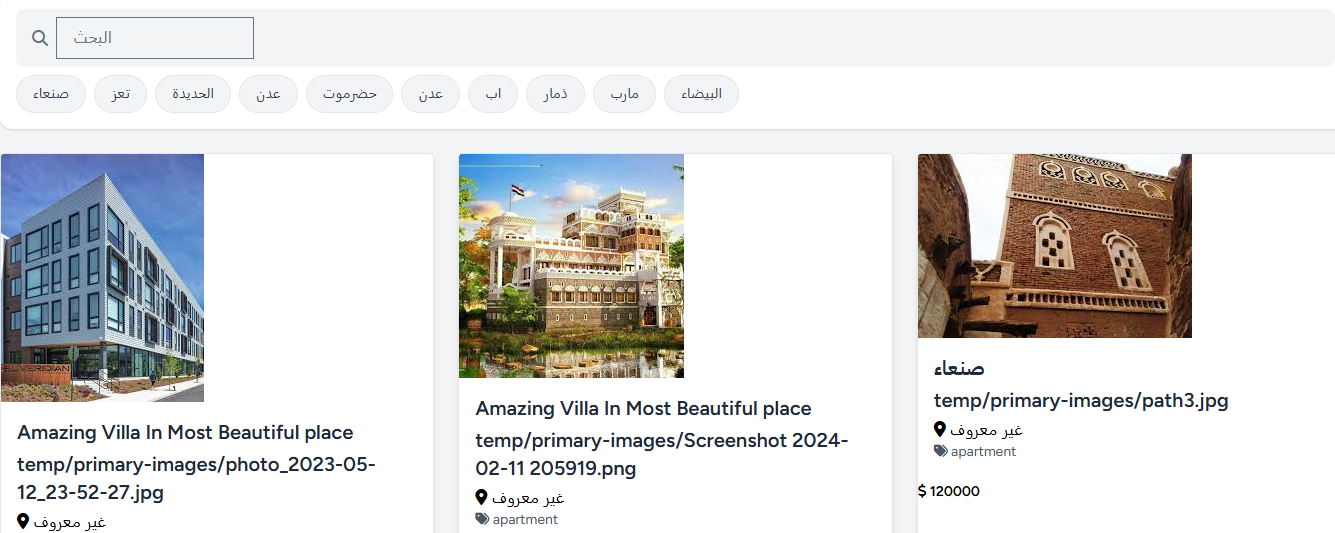 البحث
صنعاء
تعز
الحديدة
عدن
حضرموت
عدن
اب
ذمار
مارب
البيضاء
VERIDIAN
Amazing Villa In Most Beautiful place
temp/primary-images/photo_2023-05-
12_23-52-27.jpg
غير معروف
Amazing Villa In Most Beautiful place
temp/primary-images/Screenshot 2024-
02-11 205919.png
غير معروف
apartment
صنعاء
temp/primary-images/path3.jpg
غير معروف
apartment
$ 120000